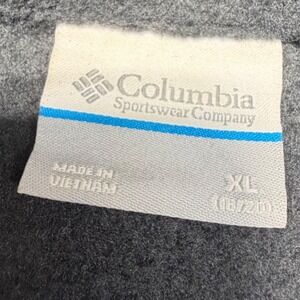 Columbia
Sportswear Company
MADE IN
VIETNAM
XL
(18/20)